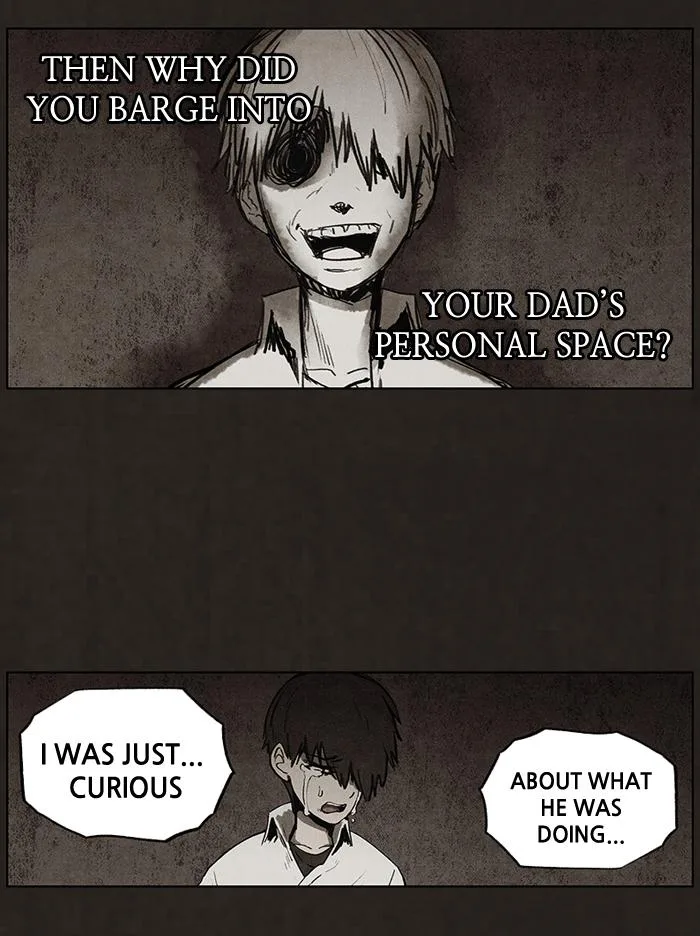 THEN WHY DID
YOU BARGE INTO
YOUR DAD'S
PERSONAL SPACE?
I WAS JUST...
CURIOUS
ABOUT WHAT
HE WAS
DOING...